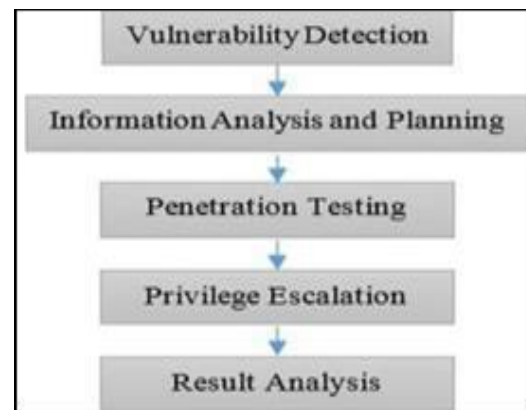 Vulnerability Detection
Information Analysis and Planning
Penetration Testing
Privilege Escalation
Result Analysis